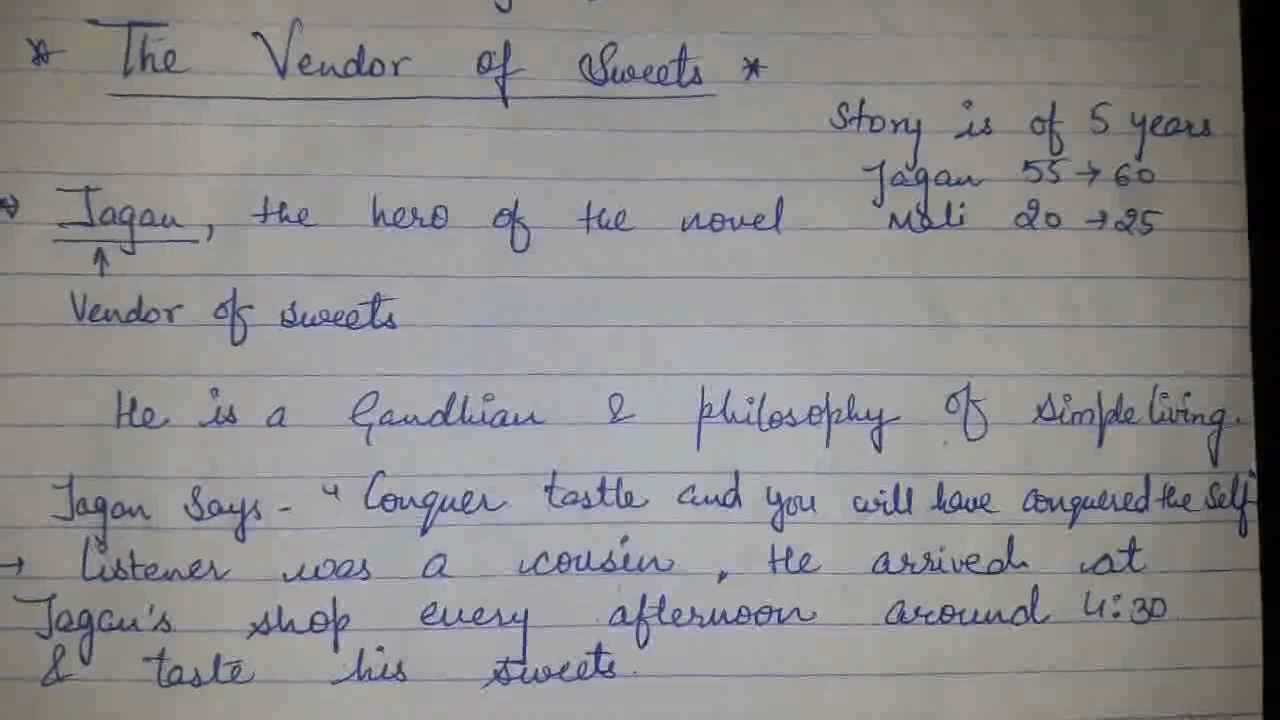 * The Vendor of Sweets *
Story is of 5 years
Jagan 55 → 60
Mali 20 → 25
⇒ Jagan, the hero of the novel
↑
Vendor of sweets
He is a Gandhian & philosophy of simple living.
Jagan Says - "Conquer tastle and you will have conquered the Self"
→ Listener was a cousin, He arrived at
Jagan's shop every afternoon around 4:30
& taste his sweets.